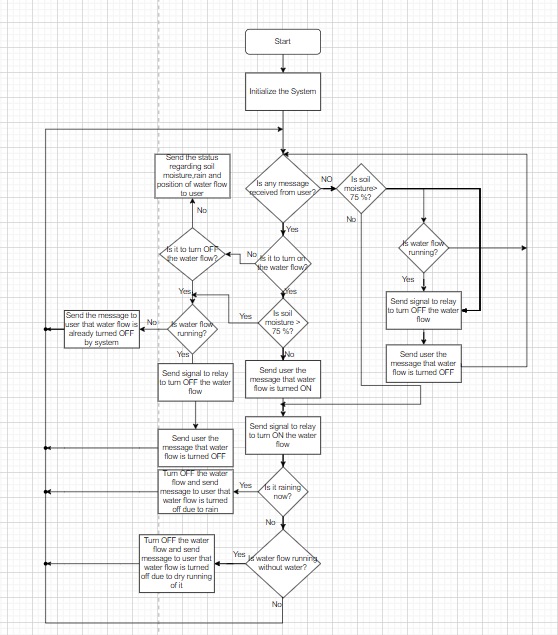 Start
Initialize the System
Send the status
regarding soil
moisture,rain and
position of water flow
to user
Is any message
received from user?
NO
Is soil
moisture>
75 %?
No
No
Yes
Is it to turn OFF
the water flow?
No
Is it to turn on
the water flow?
Is water flow
running?
Yes
Yes
Yes
Send the message to
user that water flow is
already turned OFF
by system
No
Is water flow
running?
Yes
Is soil
moisture >
75 %?
Send signal to relay
to turn OFF the water
flow
Yes
No
Send signal to relay
to turn OFF the water
flow
Send user the
message that water
flow is turned ON
Send user the
message that water
flow is turned OFF
Send user the
message that water
flow is turned OFF
Send signal to relay
to turn ON the water
flow
Turn OFF the water
flow and send
message to user that
water flow is turned
off due to rain
Yes
Is it raining
now?
No
Turn OFF the water
flow and send
message to user that
water flow is turned
off due to dry running
of it
Yes
Is water flow running
without water?
No